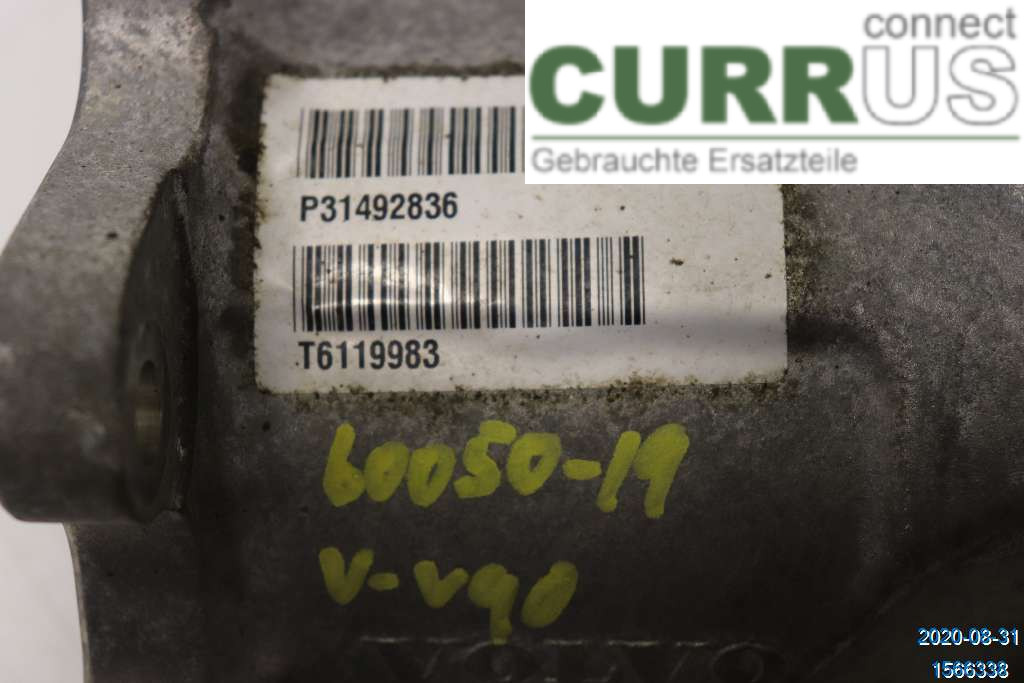 connect
CURRUS
Gebrauchte Ersatzteile
P31492836
T6119983
60050-19
V-V90
VOLVO
2020-08-31
1566338